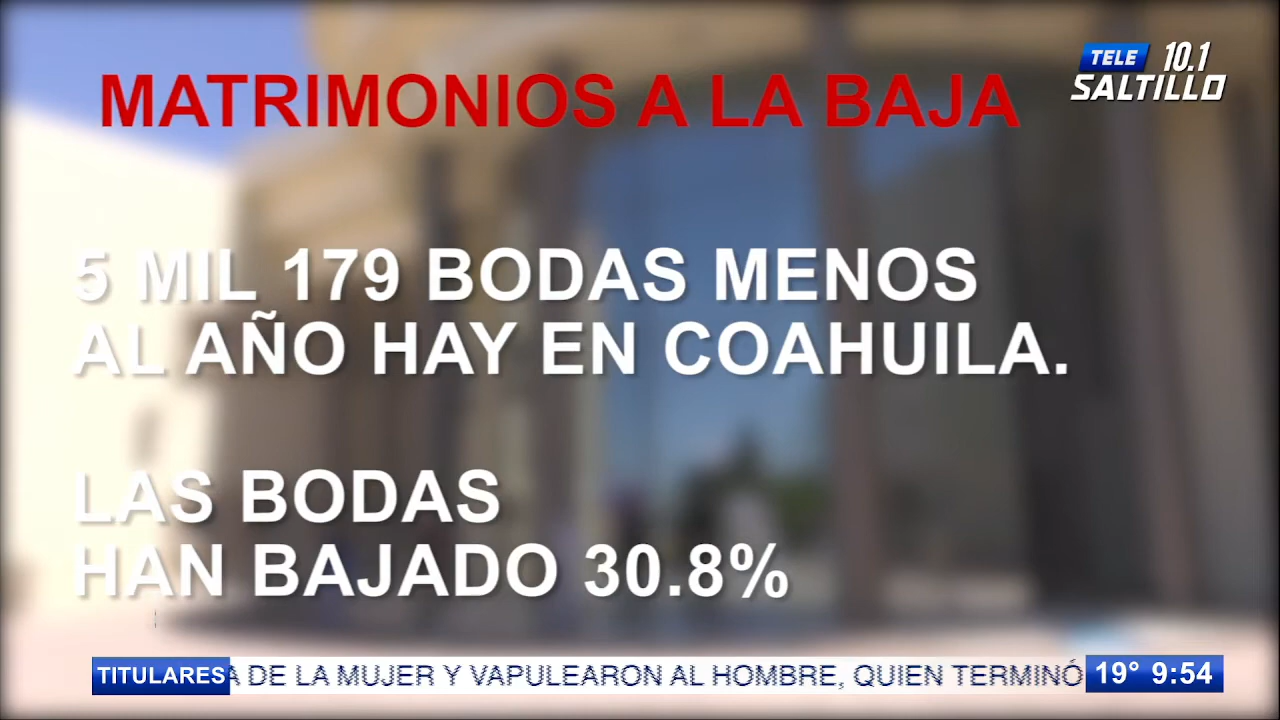 MATRIMONIOS A LA BAJA
TELE 10.1
SALTILLO
5 MIL 179 BODAS MENOS
AL AÑO HAY EN COAHUILA.
LAS BODAS
HAN BAJADO 30.8%
TITULARES A DE LA MUJER Y VAPULEARON AL HOMBRE, QUIEN TERMINÓ 19° 9:54